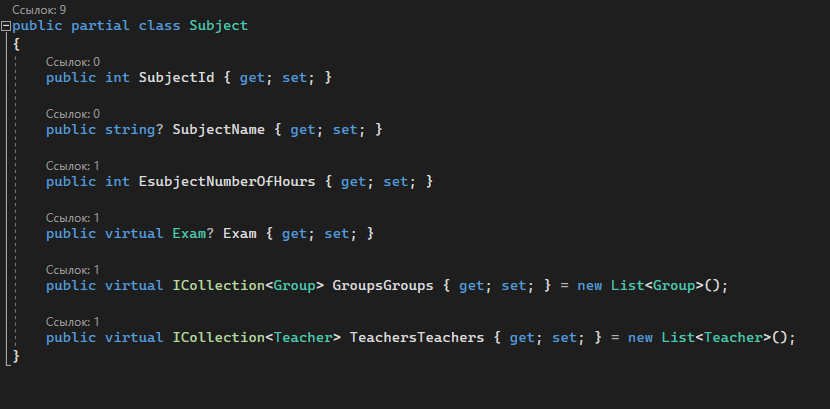 Ссылок: 9
public partial class Subject
{
Ссылок: 0
public int SubjectId { get; set; }
Ссылок: 0
public string? SubjectName { get; set; }
Ссылок: 1
public int EsubjectNumberOfHours { get; set; }
Ссылок: 1
public virtual Exam? Exam { get; set; }
Ссылок: 1
public virtual ICollection<Group> GroupsGroups { get; set; } = new List<Group>();
Ссылок: 1
public virtual ICollection<Teacher> TeachersTeachers { get; set; } = new List<Teacher>();
}